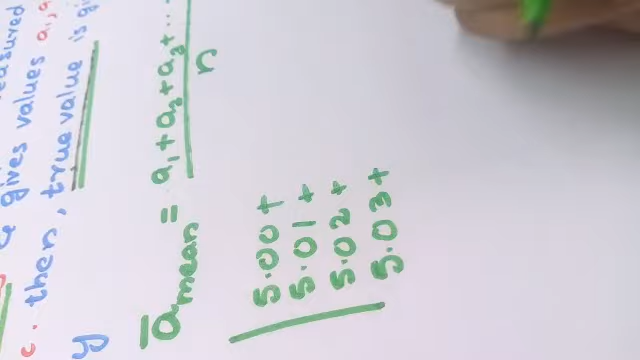 easured
gives values a₁, a
c. then, true value is gi
y
a̅mean = a₁ + a₂ + a₃ + ... / n
5.00 +
5.01 +
5.02 +
5.03 +